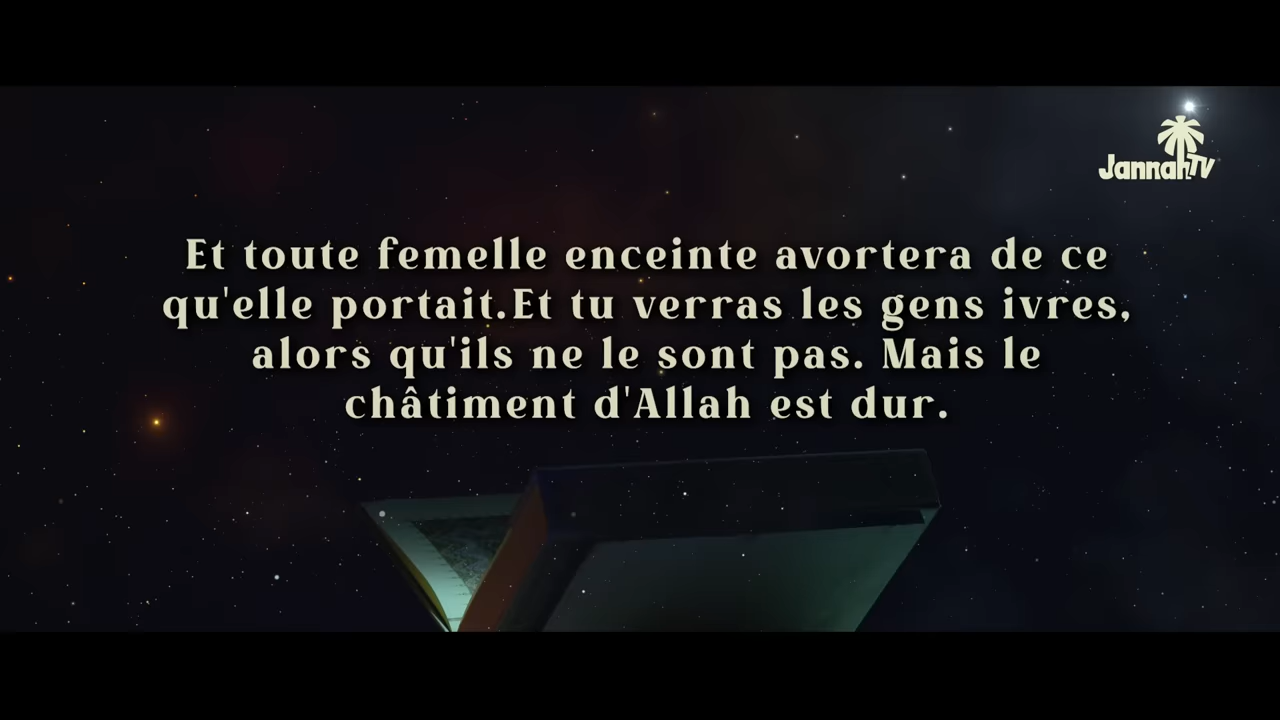 JannahTV
Et toute femelle enceinte avortera de ce
qu'elle portait.Et tu verras les gens ivres,
alors qu'ils ne le sont pas. Mais le
châtiment d'Allah est dur.